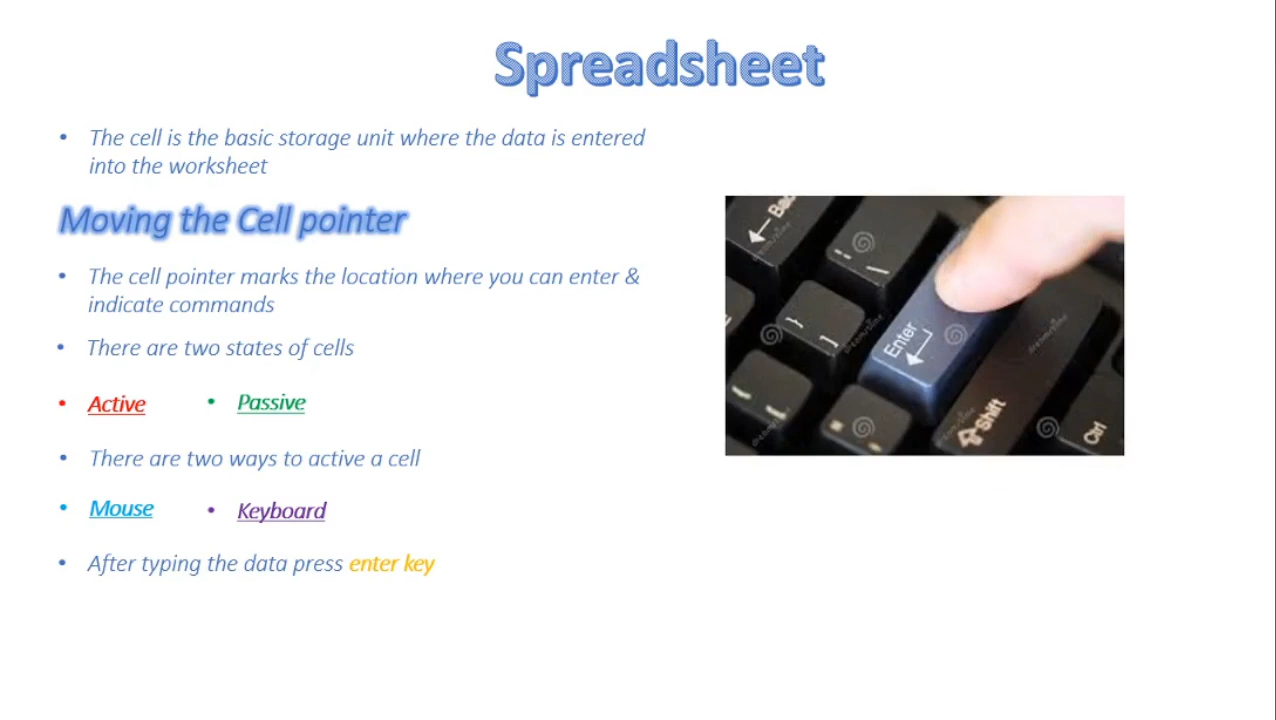 Spreadsheet
• The cell is the basic storage unit where the data is entered
into the worksheet
Moving the Cell pointer
• The cell pointer marks the location where you can enter &
indicate commands
• There are two states of cells
• Active • Passive
• There are two ways to active a cell
• Mouse • Keyboard
• After typing the data press enter key
Enter
Shift
Ctrl